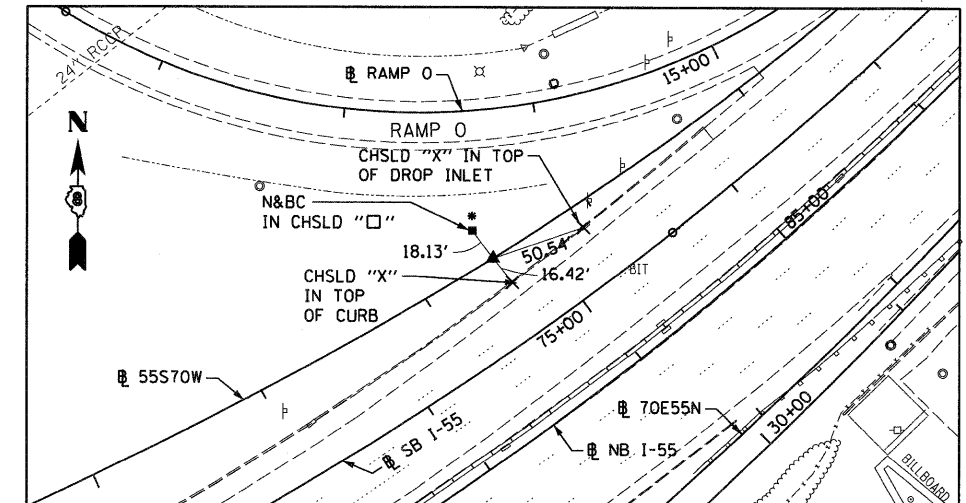 24" RCCP
℄ RAMP O
15+00
N
RAMP O
CHSLD "X" IN TOP
OF DROP INLET
8
*
N&BC
IN CHSLD "□"
85+00
18.13'
50.54'
16.42'
BIT
CHSLD "X"
IN TOP
OF CURB
75+00
℄ 55S70W
℄ 70E55N
30+00
℄ SB I-55
℄ NB I-55
BILLBOARD